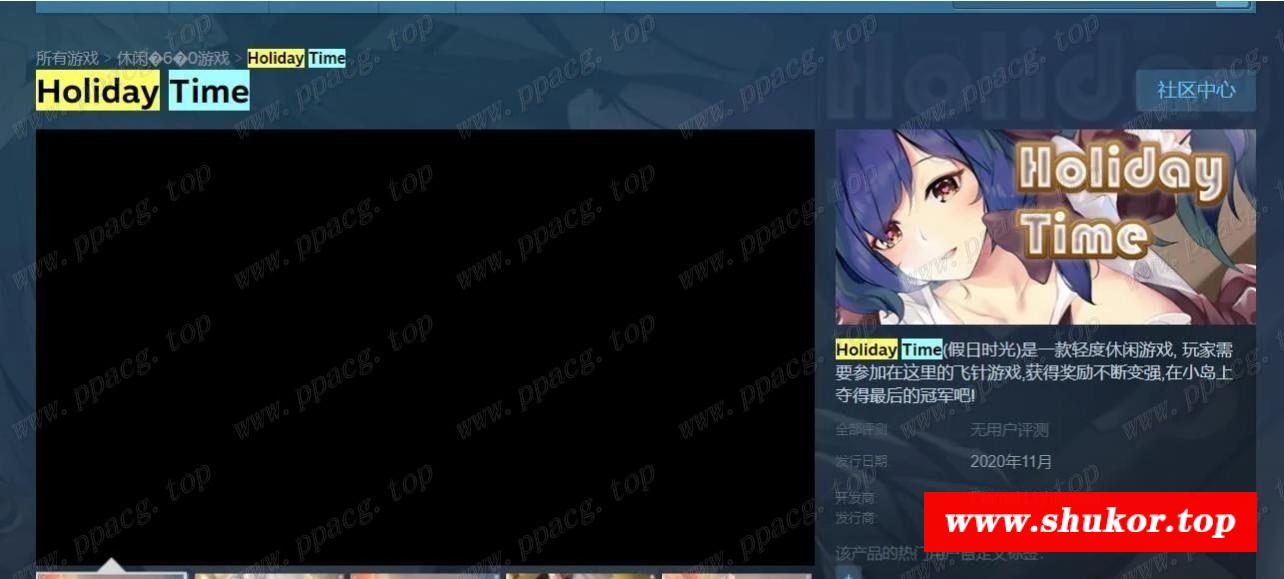 所有游戏 > 休闲�6�0游戏 > Holiday Time
Holiday Time
社区中心
Holiday
Time
Holiday Time(假日时光)是一款轻度休闲游戏, 玩家需
要参加在这里的飞针游戏,获得奖励不断变强,在小岛上
夺得最后的冠军吧!
全部评测 无用户评测
发行日期 2020年11月
开发商
发行商
www.shukor.top
该产品的热门用户自定义标签:
www.ppacg.top